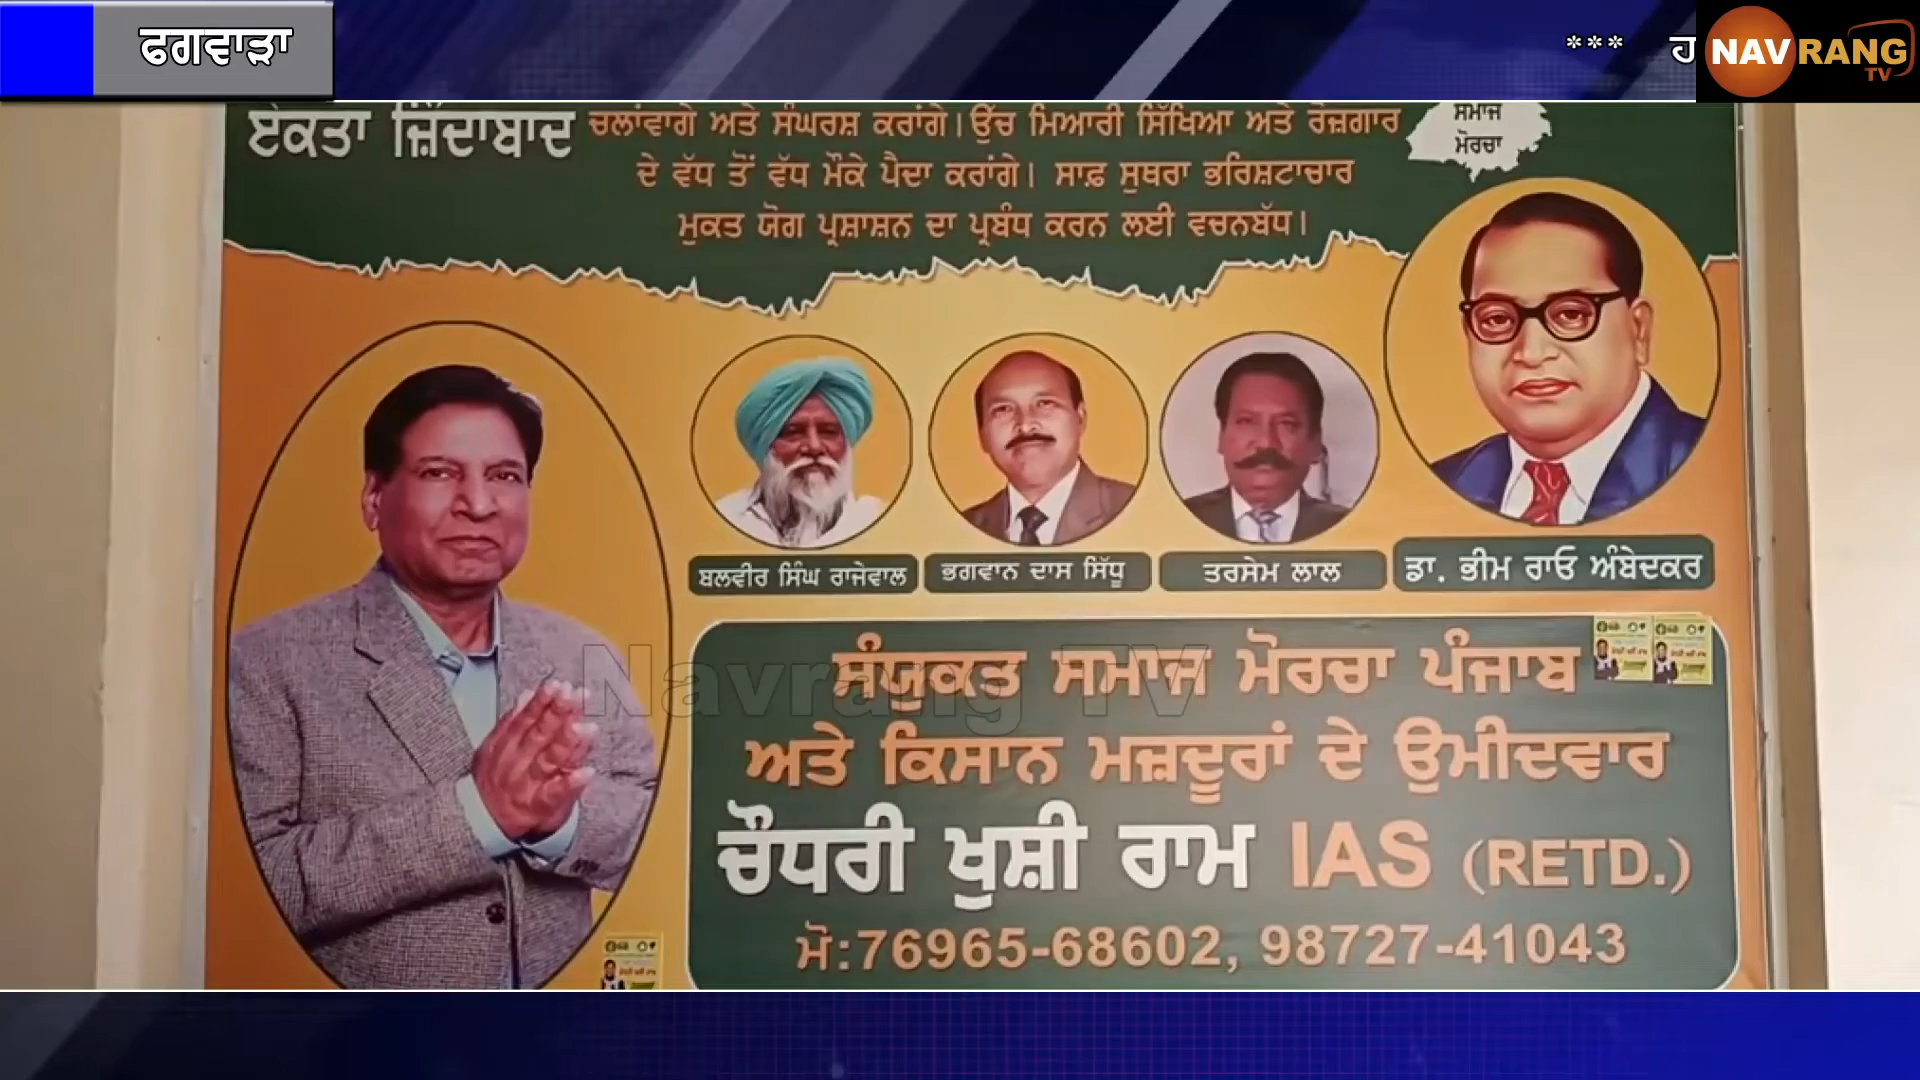 ਫਗਵਾੜਾ
*** ਹ
NAVRANG
TV
ਏਕਤਾ ਜ਼ਿੰਦਾਬਾਦ
ਚਲਾਂਵਾਗੇ ਅਤੇ ਸੰਘਰਸ਼ ਕਰਾਂਗੇ। ਉੱਚ ਮਿਆਰੀ ਸਿੱਖਿਆ ਅਤੇ ਰੋਜ਼ਗਾਰ
ਦੇ ਵੱਧ ਤੋਂ ਵੱਧ ਮੌਕੇ ਪੈਦਾ ਕਰਾਂਗੇ। ਸਾਫ਼ ਸੁਥਰਾ ਭਰਿਸ਼ਟਾਚਾਰ
ਮੁਕਤ ਯੋਗ ਪ੍ਰਸ਼ਾਸ਼ਨ ਦਾ ਪ੍ਰਬੰਧ ਕਰਨ ਲਈ ਵਚਨਬੱਧ।
ਸਮਾਜ
ਮੋਰਚਾ
ਬਲਵੀਰ ਸਿੰਘ ਰਾਜੇਵਾਲ
ਭਗਵਾਨ ਦਾਸ ਸਿੱਧੂ
ਤਰਸੇਮ ਲਾਲ
ਡਾ. ਭੀਮ ਰਾਓ ਅੰਬੇਦਕਰ
ਸੰਯੁਕਤ ਸਮਾਜ ਮੋਰਚਾ ਪੰਜਾਬ
Navrang TV
ਅਤੇ ਕਿਸਾਨ ਮਜ਼ਦੂਰਾਂ ਦੇ ਉਮੀਦਵਾਰ
ਚੌਧਰੀ ਖੁਸ਼ੀ ਰਾਮ IAS (RETD.)
ਮੋ:76965-68602, 98727-41043